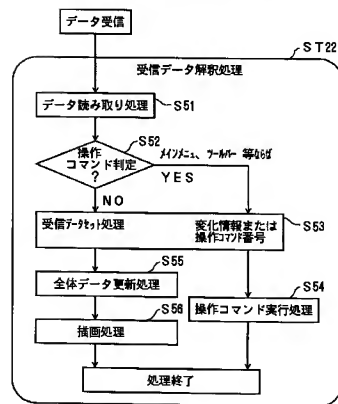 データ受信
ST22
受信データ解釈処理
データ読み取り処理
S51
S52
操作
コマンド判定
?
メインメニュー、ツールバー 等ならば
YES
NO
受信データセット処理
変化情報または
操作コマンド番号
S53
S55
全体データ更新処理
S54
操作コマンド実行処理
S56
描画処理
処理終了